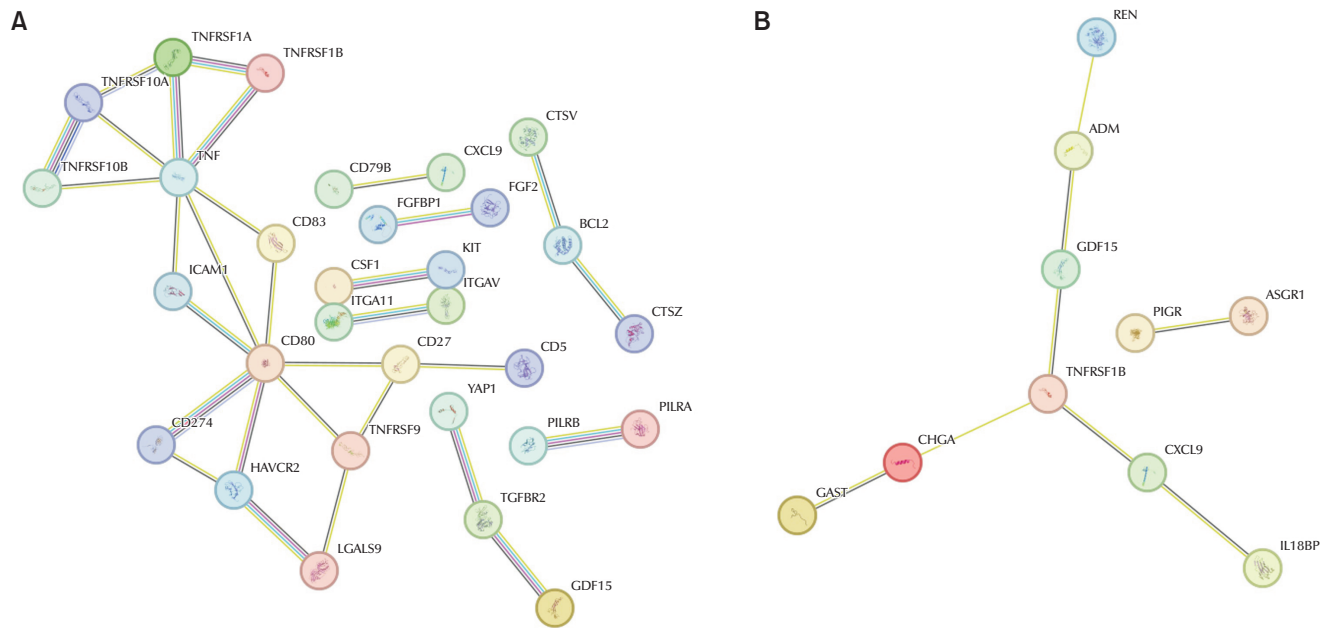 A
TNFRSF1A
TNFRSF1B
TNFRSF10A
TNF
TNFRSF10B
CD83
ICAM1
CD80
CD27
CD5
CD274
HAVCR2
TNFRSF9
LGALS9
CD79B
CXCL9
FGFBP1
FGF2
CSF1
KIT
ITGA11
ITGAV
CTSV
BCL2
CTSZ
YAP1
TGFBR2
GDF15
PILRB
PILRA
B
REN
ADM
GDF15
PIGR
ASGR1
TNFRSF1B
CHGA
GAST
CXCL9
IL18BP